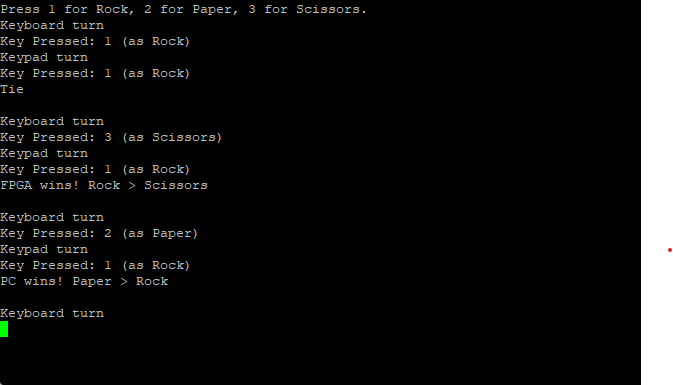 Press 1 for Rock, 2 for Paper, 3 for Scissors.
Keyboard turn
Key Pressed: 1 (as Rock)
Keypad turn
Key Pressed: 1 (as Rock)
Tie
Keyboard turn
Key Pressed: 3 (as Scissors)
Keypad turn
Key Pressed: 1 (as Rock)
FPGA wins! Rock > Scissors
Keyboard turn
Key Pressed: 2 (as Paper)
Keypad turn
Key Pressed: 1 (as Rock)
PC wins! Paper > Rock
Keyboard turn